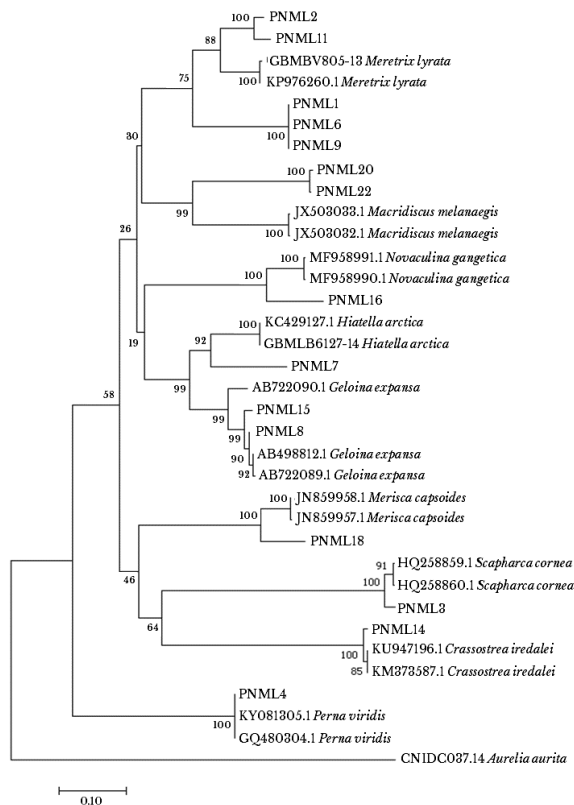 100 PNML2
88 PNML11
GBMBV805-13 Meretrix lyrata
75 100 KP976260.1 Meretrix lyrata
PNML1
PNML6
30 100 PNML9
100 PNML20
PNML22
99 JX503033.1 Macridiscus melanaegis
26 100 JX503032.1 Macridiscus melanaegis
100 MF958991.1 Novaculina gangetica
100 MF958990.1 Novaculina gangetica
PNML16
100 KC429127.1 Hiatella arctica
19 92 GBMLB6127-14 Hiatella arctica
PNML7
99 AB722090.1 Geloina expansa
58 99 PNML15
99 PNML8
90 AB498812.1 Geloina expansa
92 AB722089.1 Geloina expansa
100 JN859958.1 Merisca capsoides
100 JN859957.1 Merisca capsoides
PNML18
91 HQ258859.1 Scapharca cornea
46 100 HQ258860.1 Scapharca cornea
PNML3
64 PNML14
100 KU947196.1 Crassostrea iredalei
85 KM373587.1 Crassostrea iredalei
PNML4
100 KY081305.1 Perna viridis
GQ480304.1 Perna viridis
CNIDC037.14 Aurelia aurita
0.10